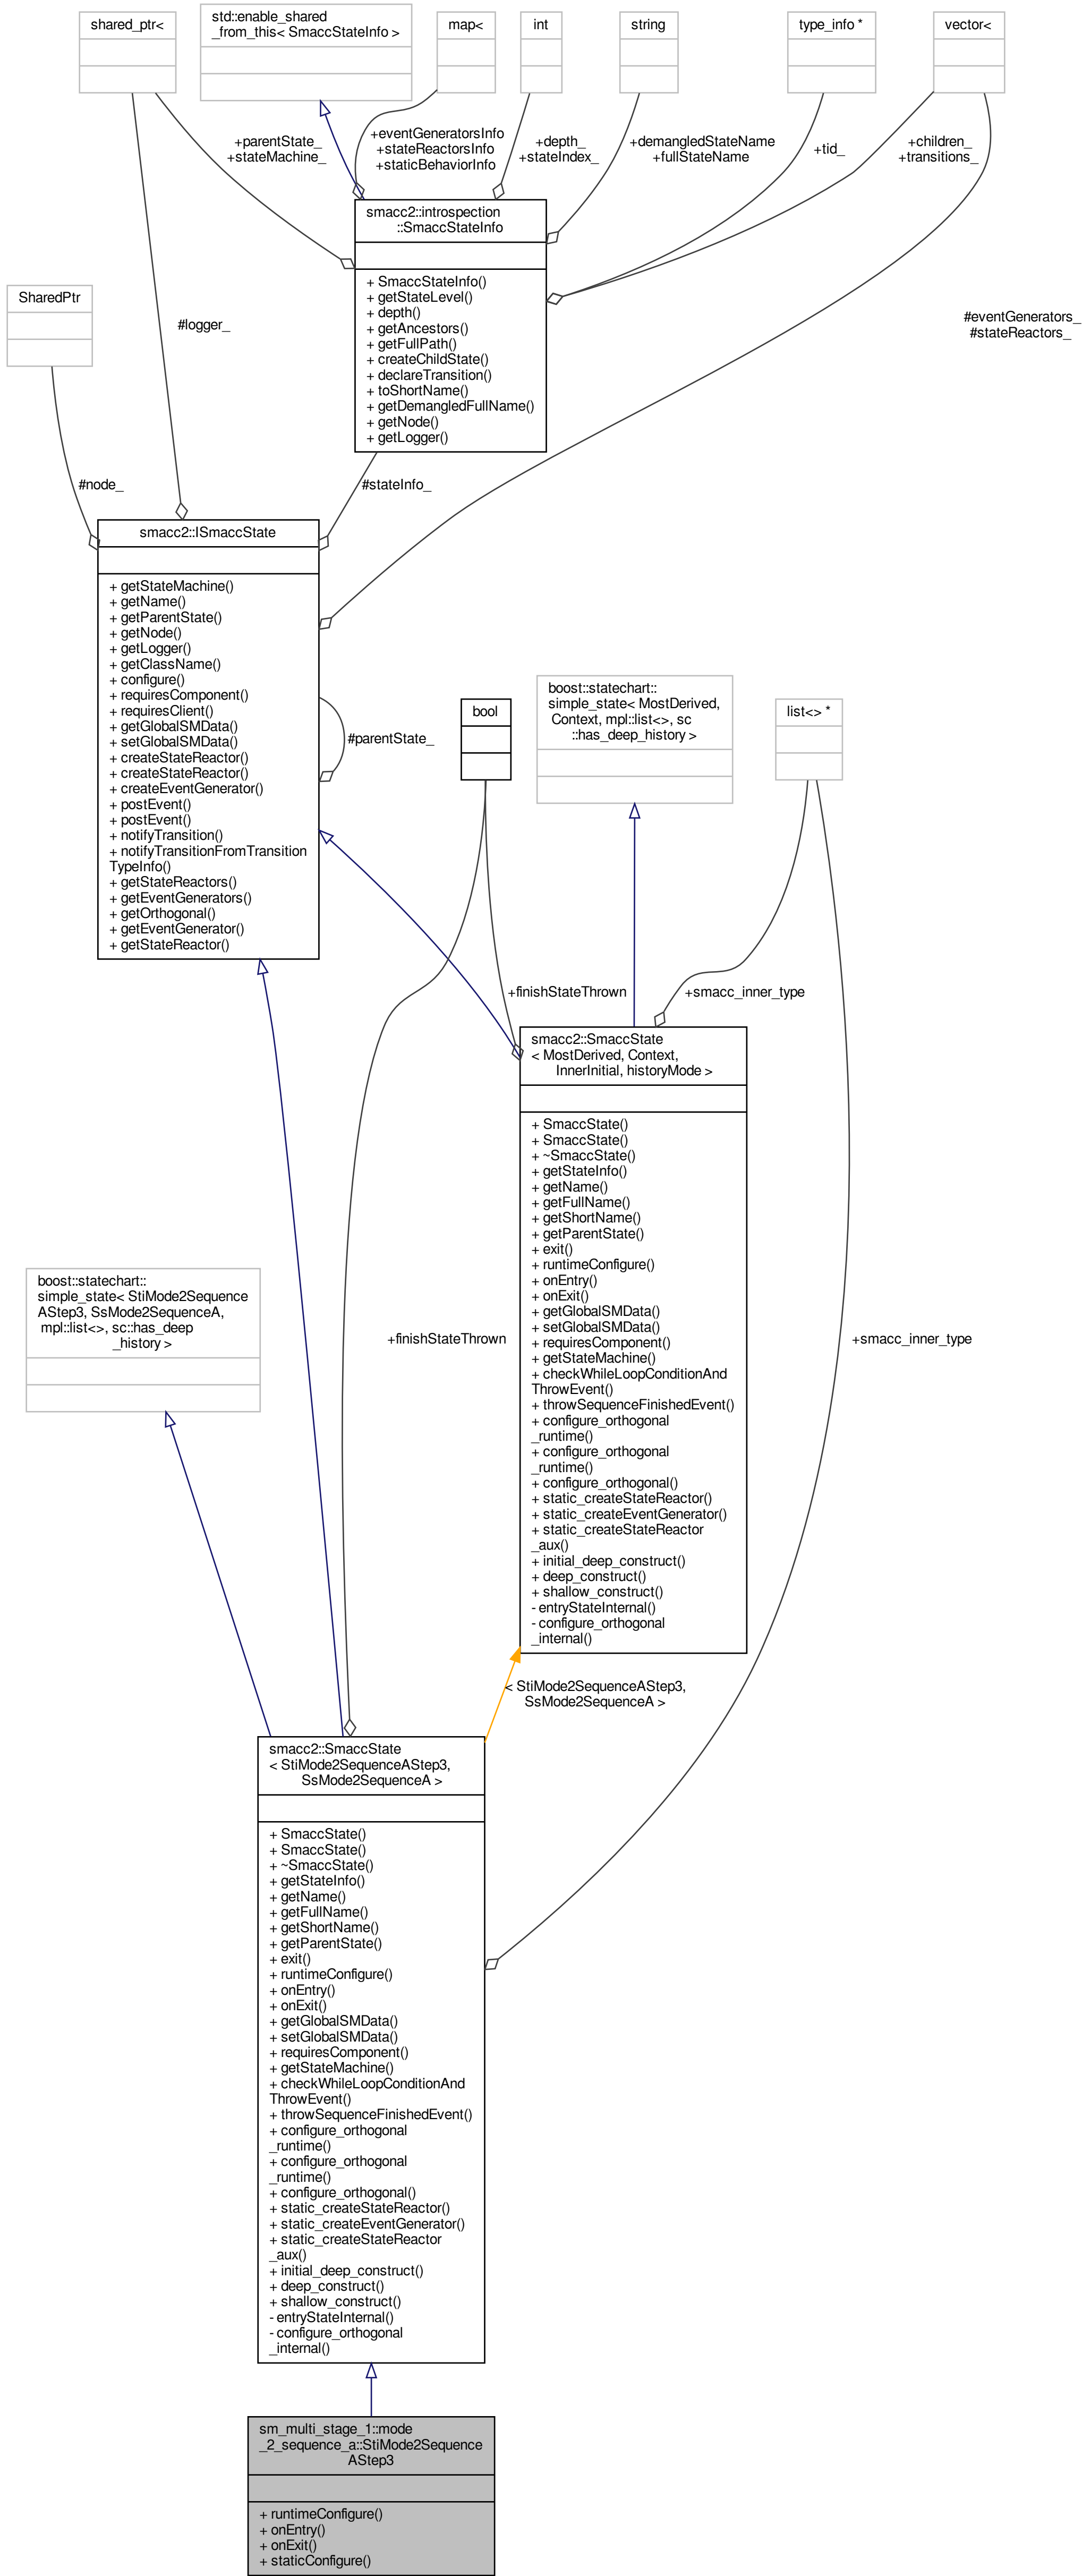 shared_ptr<
std::enable_shared
_from_this< SmaccStateInfo >
map<
int
string
type_info *
vector<
+parentState_
+stateMachine_
+eventGeneratorsInfo
+stateReactorsInfo
+staticBehaviorInfo
+depth_
+stateIndex_
+demangledStateName
+fullStateName
+tid_
+children_
+transitions_
smacc2::introspection
::SmaccStateInfo
+ SmaccStateInfo()
+ getStateLevel()
+ depth()
+ getAncestors()
+ getFullPath()
+ createChildState()
+ declareTransition()
+ toShortName()
+ getDemangledFullName()
+ getNode()
+ getLogger()
SharedPtr
#logger_
#eventGenerators_
#stateReactors_
#node_
#stateInfo_
smacc2::ISmaccState
+ getStateMachine()
+ getName()
+ getParentState()
+ getNode()
+ getLogger()
+ getClassName()
+ configure()
+ requiresComponent()
+ requiresClient()
+ getGlobalSMData()
+ setGlobalSMData()
+ createStateReactor()
+ createStateReactor()
+ createEventGenerator()
+ postEvent()
+ postEvent()
+ notifyTransition()
+ notifyTransitionFromTransition
TypeInfo()
+ getStateReactors()
+ getEventGenerators()
+ getOrthogonal()
+ getEventGenerator()
+ getStateReactor()
#parentState_
bool
boost::statechart::
simple_state< MostDerived,
Context, mpl::list<>, sc
::has_deep_history >
list<> *
+finishStateThrown
+smacc_inner_type
smacc2::SmaccState
< MostDerived, Context,
InnerInitial, historyMode >
+ SmaccState()
+ SmaccState()
+ ~SmaccState()
+ getStateInfo()
+ getName()
+ getFullName()
+ getShortName()
+ getParentState()
+ exit()
+ runtimeConfigure()
+ onEntry()
+ onExit()
+ getGlobalSMData()
+ setGlobalSMData()
+ requiresComponent()
+ getStateMachine()
+ checkWhileLoopConditionAnd
ThrowEvent()
+ throwSequenceFinishedEvent()
+ configure_orthogonal
_runtime()
+ configure_orthogonal
_runtime()
+ configure_orthogonal()
+ static_createStateReactor()
+ static_createEventGenerator()
+ static_createStateReactor
_aux()
+ initial_deep_construct()
+ deep_construct()
+ shallow_construct()
- entryStateInternal()
- configure_orthogonal
_internal()
boost::statechart::
simple_state< StiMode2Sequence
AStep3, SsMode2SequenceA,
mpl::list<>, sc::has_deep
_history >
+finishStateThrown
+smacc_inner_type
< StiMode2SequenceAStep3,
SsMode2SequenceA >
smacc2::SmaccState
< StiMode2SequenceAStep3,
SsMode2SequenceA >
+ SmaccState()
+ SmaccState()
+ ~SmaccState()
+ getStateInfo()
+ getName()
+ getFullName()
+ getShortName()
+ getParentState()
+ exit()
+ runtimeConfigure()
+ onEntry()
+ onExit()
+ getGlobalSMData()
+ setGlobalSMData()
+ requiresComponent()
+ getStateMachine()
+ checkWhileLoopConditionAnd
ThrowEvent()
+ throwSequenceFinishedEvent()
+ configure_orthogonal
_runtime()
+ configure_orthogonal
_runtime()
+ configure_orthogonal()
+ static_createStateReactor()
+ static_createEventGenerator()
+ static_createStateReactor
_aux()
+ initial_deep_construct()
+ deep_construct()
+ shallow_construct()
- entryStateInternal()
- configure_orthogonal
_internal()
sm_multi_stage_1::mode
_2_sequence_a::StiMode2Sequence
AStep3
+ runtimeConfigure()
+ onEntry()
+ onExit()
+ staticConfigure()